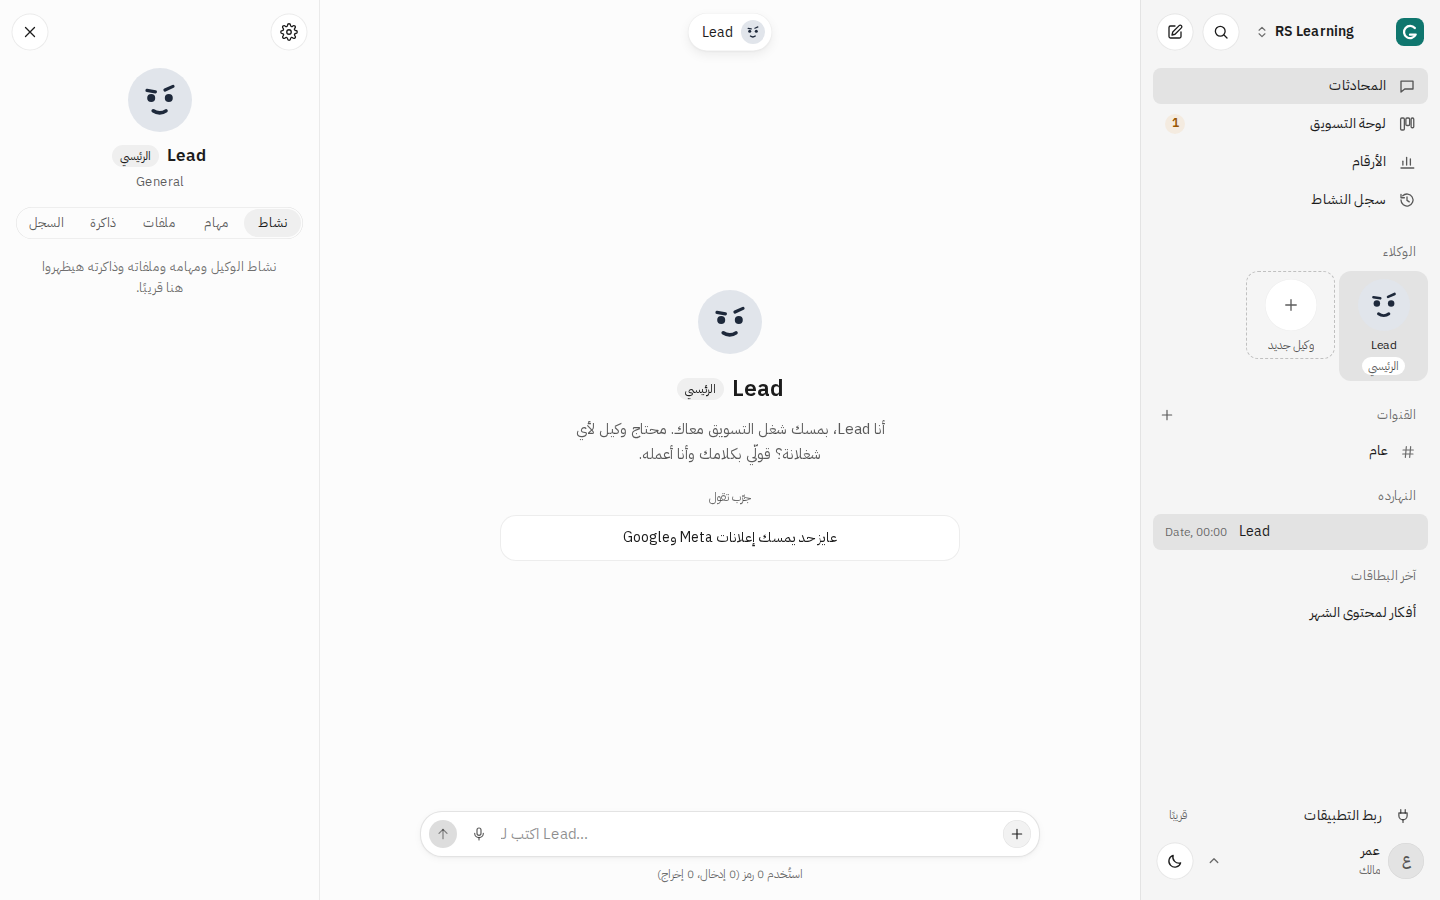 RS Learning
G
المحادثات
لوحة التسويق
1
الأرقام
سجل النشاط
الوكلاء
Lead
الرئيسي
وكيل جديد
القنوات
عام
النهارده
Lead
Date, 00:00
آخر البطاقات
أفكار لمحتوى الشهر
ربط التطبيقات
قريبًا
ع
عمر
مالك
Lead
Lead الرئيسي
أنا Lead، بمسك شغل التسويق معاك. محتاج وكيل لأي
شغلانة؟ قولّي بكلامك وأنا أعمله.
جرّب تقول
عايز حد يمسك إعلانات Meta وGoogle
اكتب لـ Lead...
استُخدم 0 رمز (0 إدخال، 0 إخراج)
Lead الرئيسي
General
نشاط
مهام
ملفات
ذاكرة
السجل
نشاط الوكيل ومهامه وملفاته وذاكرته هيظهروا
هنا قريبًا.